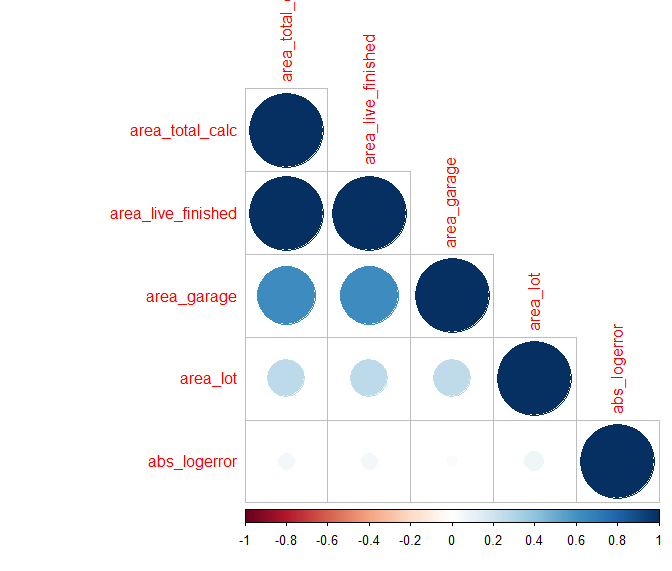 area_total_
area_live_finished
area_garage
area_lot
abs_logerror
area_total_calc
area_live_finished
area_garage
area_lot
abs_logerror
-1 -0.8 -0.6 -0.4 -0.2 0 0.2 0.4 0.6 0.8 1